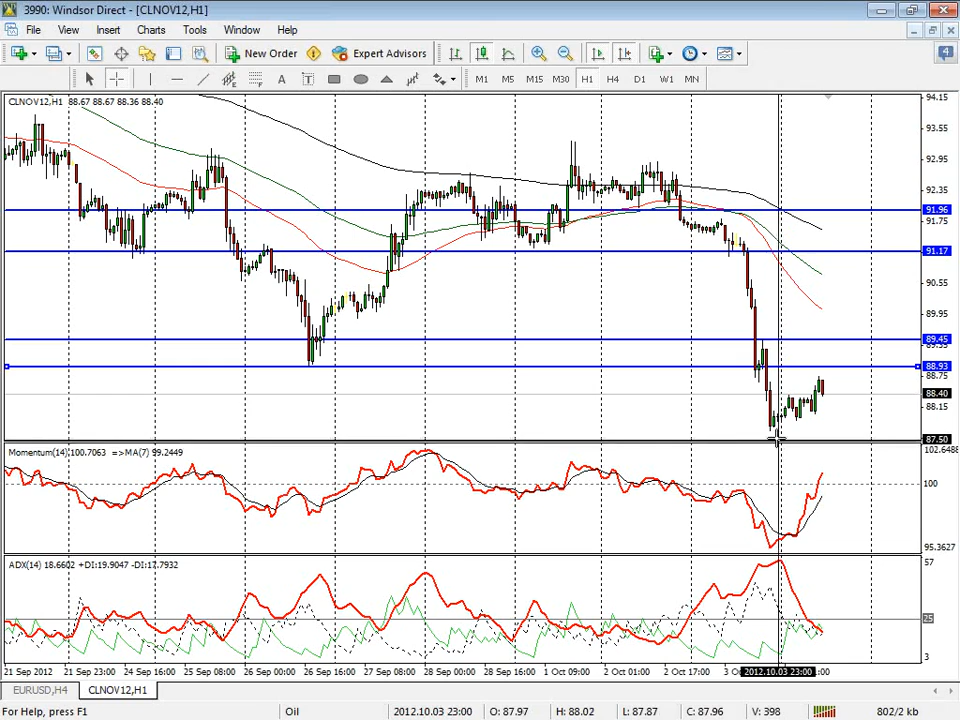 3990: Windsor Direct - [CLNOV12,H1]
File View Insert Charts Tools Window Help
New Order Expert Advisors 4
A T M1 M5 M15 M30 H1 H4 D1 W1 MN
CLNOV12,H1 88.67 88.67 88.36 88.40
94.15
93.55
92.95
92.35
91.96
91.75
91.17
90.55
89.95
89.45
88.93
88.75
88.40
88.15
87.50
Momentum(14) 100.7063 =>MA(7) 99.2449
102.6488
100
95.3627
ADX(14) 18.6602 +DI:19.9047 -DI:17.7932
57
25
3
21 Sep 2012 21 Sep 23:00 24 Sep 16:00 25 Sep 08:00 26 Sep 00:00 26 Sep 16:00 27 Sep 08:00 28 Sep 00:00 28 Sep 16:00 1 Oct 09:00 2 Oct 01:00 2 Oct 17:00 2012.10.03 23:00
EURUSD,H4 CLNOV12,H1
For Help, press F1 Oil 2012.10.03 23:00 O: 87.97 H: 88.02 L: 87.87 C: 87.96 V: 398 802/2 kb